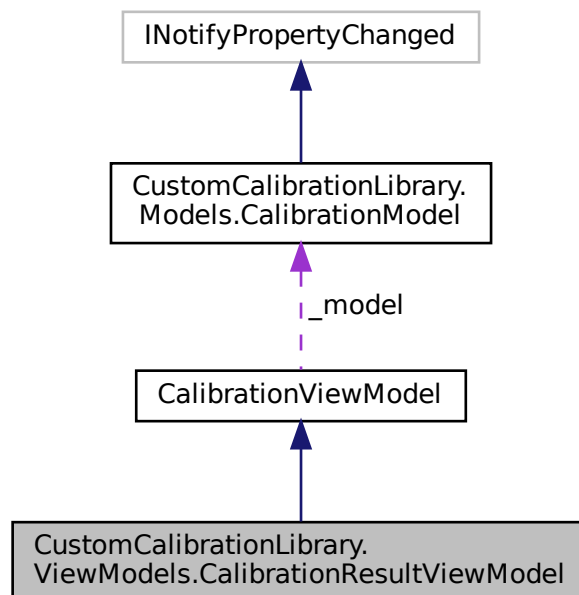 INotifyPropertyChanged
CustomCalibrationLibrary.
Models.CalibrationModel
_model
CalibrationViewModel
CustomCalibrationLibrary.
ViewModels.CalibrationResultViewModel